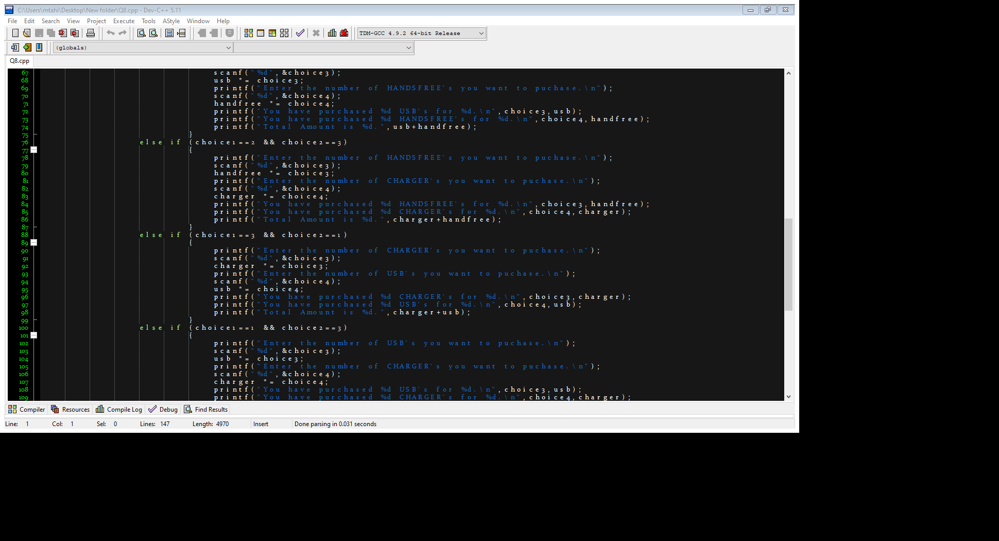 C:\Users\mtahi\Desktop\New folder\Q8.cpp - Dev-C++ 5.11
File Edit Search View Project Execute Tools AStyle Window Help
TDM-GCC 4.9.2 64-bit Release
(globals)
Q8.cpp
67 scanf("%d",&choice3);
68 usb *= choice3;
69 printf("Enter the number of HANDSFREE's you want to puchase.\n");
70 scanf("%d",&choice4);
71 handfree *= choice4;
72 printf("You have purchased %d USB's for %d.\n",choice3,usb);
73 printf("You have purchased %d HANDSFREE's for %d.\n",choice4,handfree);
74 printf("Total Amount is %d.",usb+handfree);
75 }
76 else if (choice1==2 && choice2==3)
77 {
78 printf("Enter the number of HANDSFREE's you want to puchase.\n");
79 scanf("%d",&choice3);
80 handfree *= choice3;
81 printf("Enter the number of CHARGER's you want to puchase.\n");
82 scanf("%d",&choice4);
83 charger *= choice4;
84 printf("You have purchased %d HANDSFREE's for %d.\n",choice3,handfree);
85 printf("You have purchased %d CHARGER's for %d.\n",choice4,charger);
86 printf("Total Amount is %d.",charger+handfree);
87 }
88 else if (choice1==3 && choice2==1)
89 {
90 printf("Enter the number of CHARGER's you want to puchase.\n");
91 scanf("%d",&choice3);
92 charger *= choice3;
93 printf("Enter the number of USB's you want to puchase.\n");
94 scanf("%d",&choice4);
95 usb *= choice4;
96 printf("You have purchased %d CHARGER's for %d.\n",choice3,charger);
97 printf("You have purchased %d USB's for %d.\n",choice4,usb);
98 printf("Total Amount is %d.",charger+usb);
99 }
100 else if (choice1==1 && choice2==3)
101 {
102 printf("Enter the number of USB's you want to puchase.\n");
103 scanf("%d",&choice3);
104 usb *= choice3;
105 printf("Enter the number of CHARGER's you want to puchase.\n");
106 scanf("%d",&choice4);
107 charger *= choice4;
108 printf("You have purchased %d USB's for %d.\n",choice3,usb);
109 printf("You have purchased %d CHARGER's for %d.\n",choice4,charger);
Compiler Resources Compile Log Debug Find Results
Line: 1 Col: 1 Sel: 0 Lines: 147 Length: 4970 Insert Done parsing in 0.031 seconds